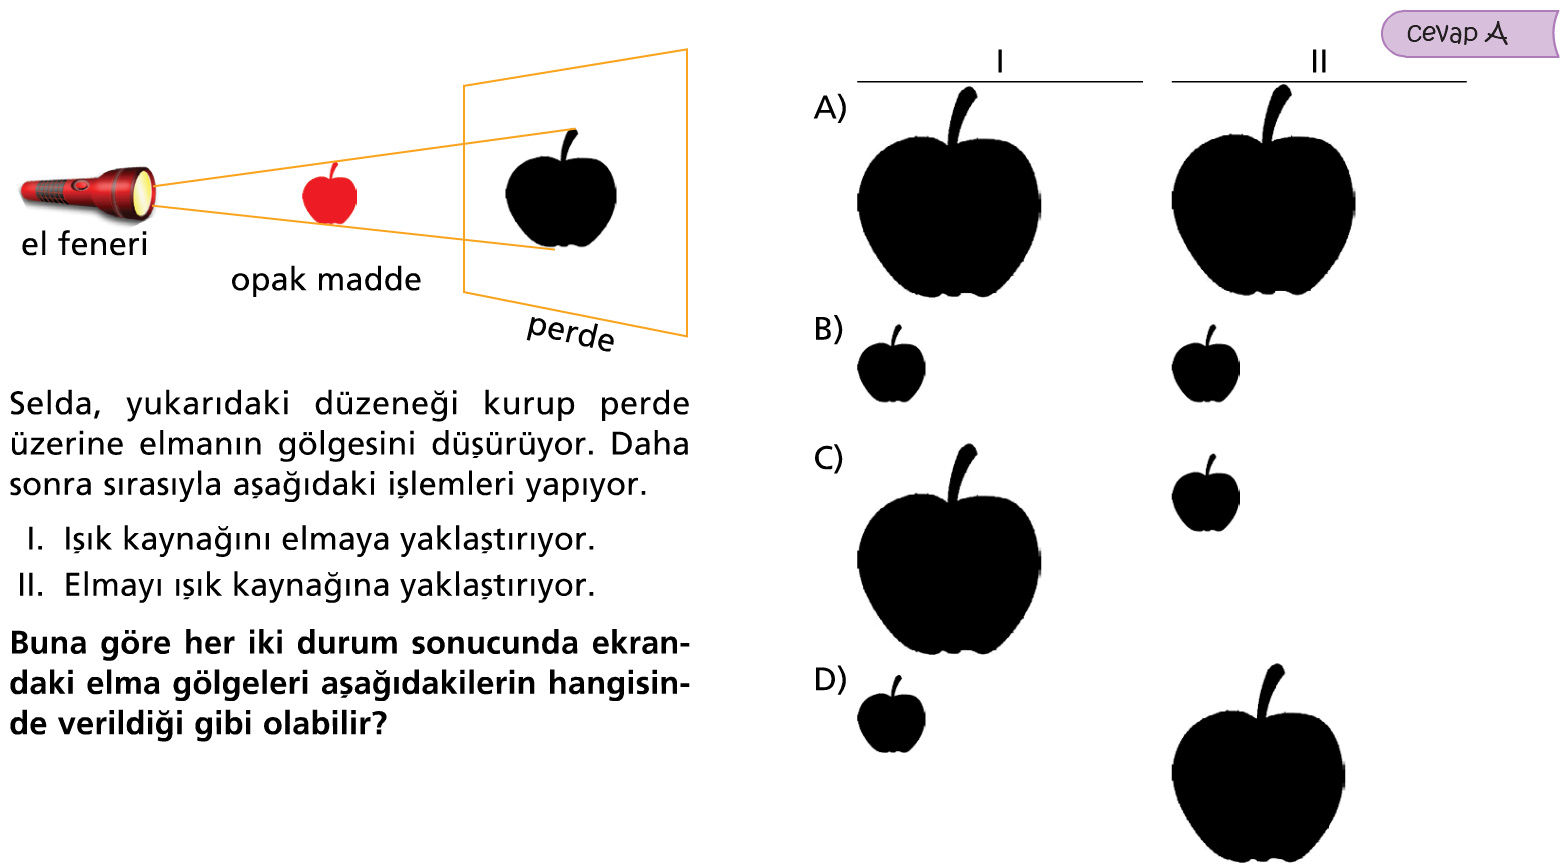 el feneri
opak madde
perde
Selda, yukarıdaki düzeneği kurup perde
üzerine elmanın gölgesini düşürüyor. Daha
sonra sırasıyla aşağıdaki işlemleri yapıyor.
I. Işık kaynağını elmaya yaklaştırıyor.
II. Elmayı ışık kaynağına yaklaştırıyor.
Buna göre her iki durum sonucunda ekran-
daki elma gölgeleri aşağıdakilerin hangisin-
de verildiği gibi olabilir?
cevap A
I II
A)
B)
C)
D)